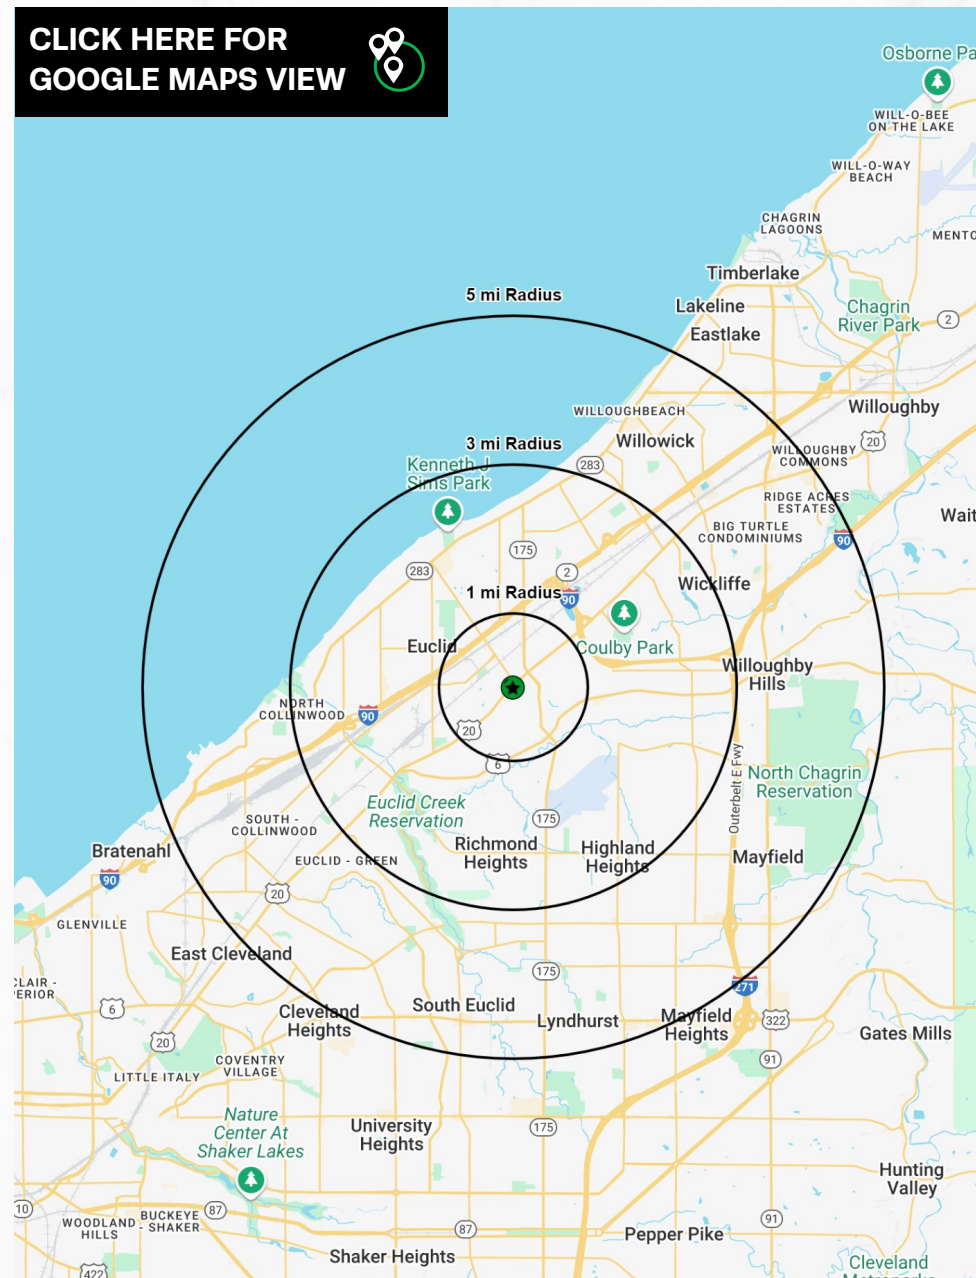 CLICK HERE FOR
GOOGLE MAPS VIEW
Osborne Pa
WILL-O-BEE
ON THE LAKE
WILL-O-WAY
BEACH
CHAGRIN
LAGOONS
MENTO
Timberlake
5 mi Radius
Lakeline
Chagrin
River Park
2
Eastlake
WILLOUGHBEACH
Willoughby
3 mi Radius
Willowick
20
WILLOUGHBY
COMMONS
Kenneth J
Sims Park
283
RIDGE ACRES
ESTATES
Wait
BIG TURTLE
CONDOMINIUMS
90
175
283
2
Wickliffe
1 mi Radius
90
Euclid
Coulby Park
Willoughby
Hills
NORTH
COLLINWOOD
90
20
6
Outerbelt E Fwy
North Chagrin
Reservation
Euclid Creek
Reservation
175
SOUTH -
COLLINWOOD
Richmond
Heights
Highland
Heights
Bratenahl
EUCLID - GREEN
Mayfield
90
20
GLENVILLE
East Cleveland
175
CLAIR -
PERIOR
271
6
Cleveland
Heights
South Euclid
Lyndhurst
Mayfield
Heights
322
Gates Mills
20
91
COVENTRY
VILLAGE
LITTLE ITALY
Nature
Center At
Shaker Lakes
University
Heights
175
Hunting
Valley
10
87
BUCKEYE
- SHAKER
WOODLAND
HILLS
87
91
Pepper Pike
Shaker Heights
422
Cleveland